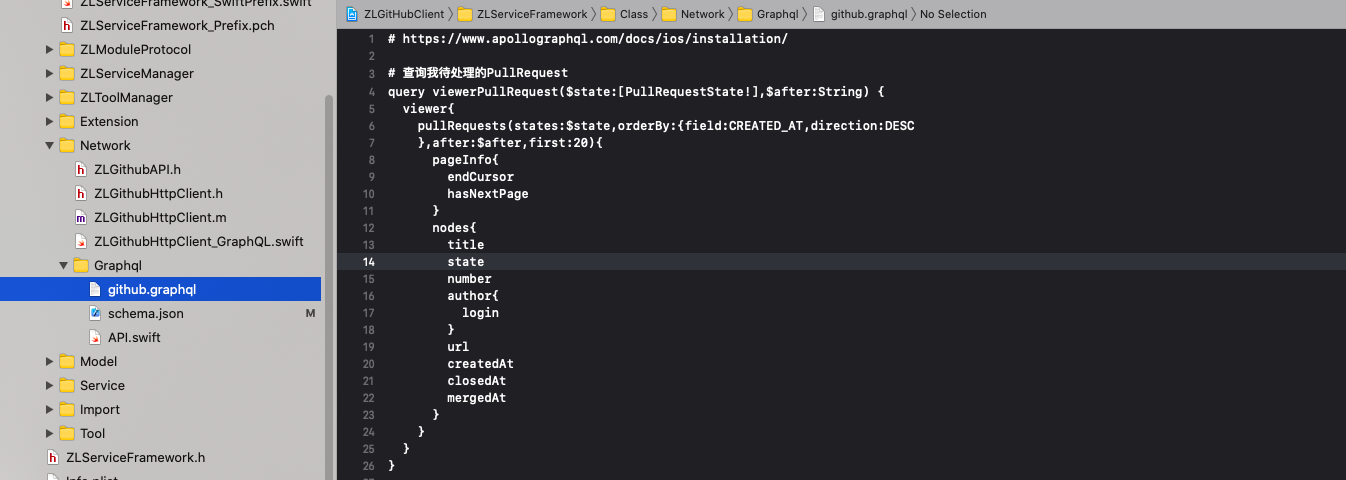 ZLServiceFramework_SwiftPrefix.swift
ZLServiceFramework_Prefix.pch
ZLModuleProtocol
ZLServiceManager
ZLToolManager
Extension
Network
ZLGithubAPI.h
ZLGithubHttpClient.h
ZLGithubHttpClient.m
ZLGithubHttpClient_GraphQL.swift
Graphql
github.graphql
schema.json M
API.swift
Model
Service
Import
Tool
ZLServiceFramework.h
Info.plist
ZLGitHubClient 〉 ZLServiceFramework 〉 Class 〉 Network 〉 Graphql 〉 github.graphql 〉 No Selection
1 # https://www.apollographql.com/docs/ios/installation/
2
3 # 查询我待处理的PullRequest
4 query viewerPullRequest($state:[PullRequestState!],$after:String) {
5 viewer{
6 pullRequests(states:$state,orderBy:{field:CREATED_AT,direction:DESC
7 },after:$after,first:20){
8 pageInfo{
9 endCursor
10 hasNextPage
11 }
12 nodes{
13 title
14 state
15 number
16 author{
17 login
18 }
19 url
20 createdAt
21 closedAt
22 mergedAt
23 }
24 }
25 }
26 }